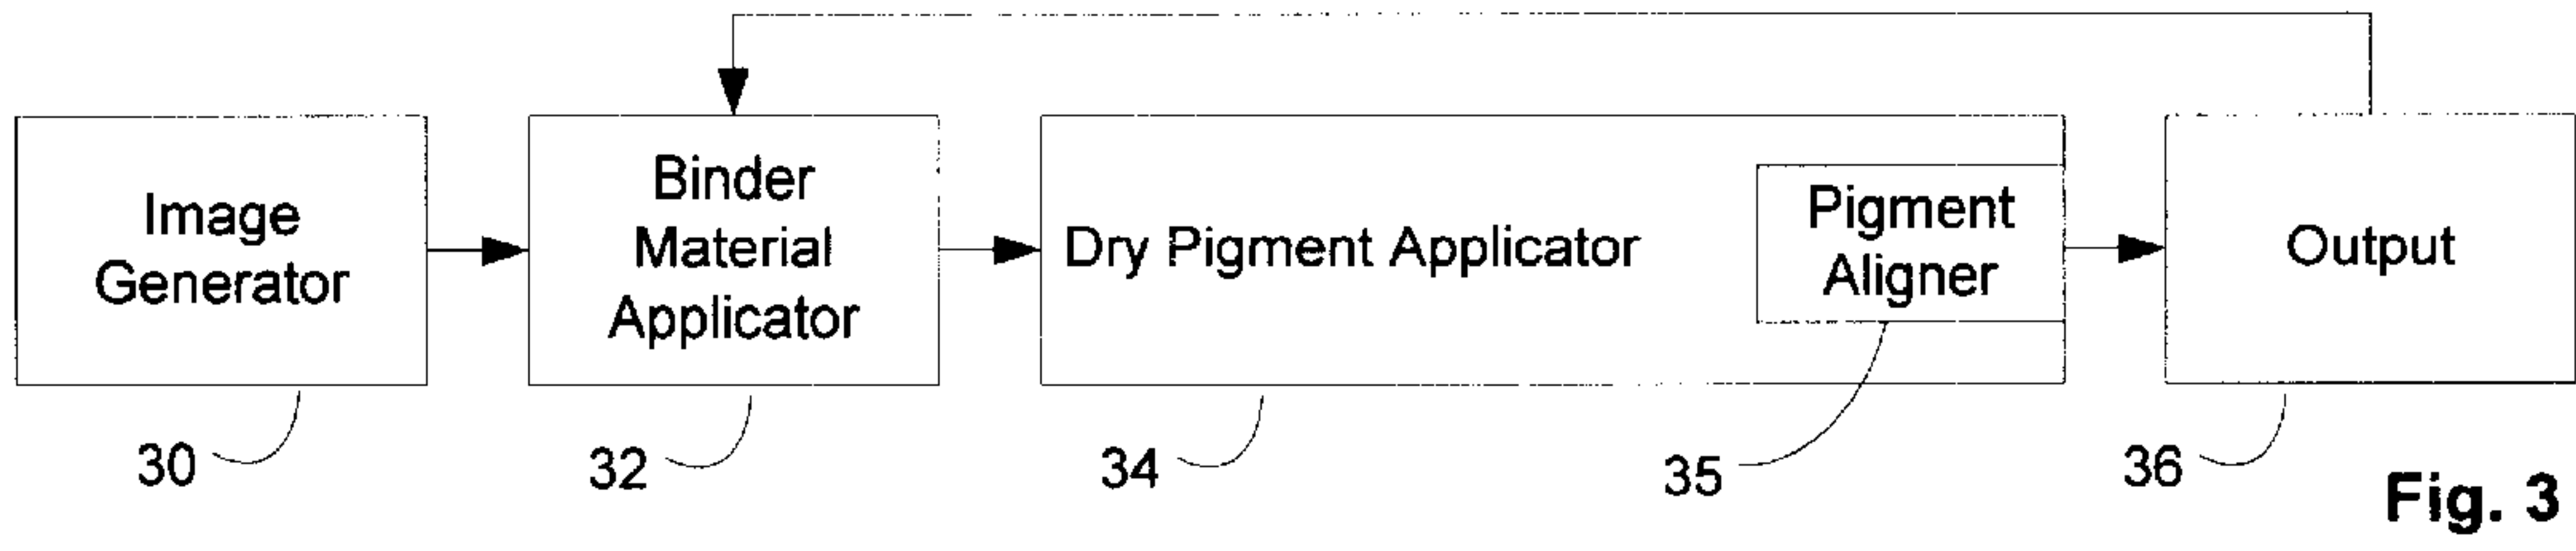 Image
Generator
Binder
Material
Applicator
Dry Pigment Applicator
Pigment
Aligner
Output
30
32
34
35
36
Fig. 3